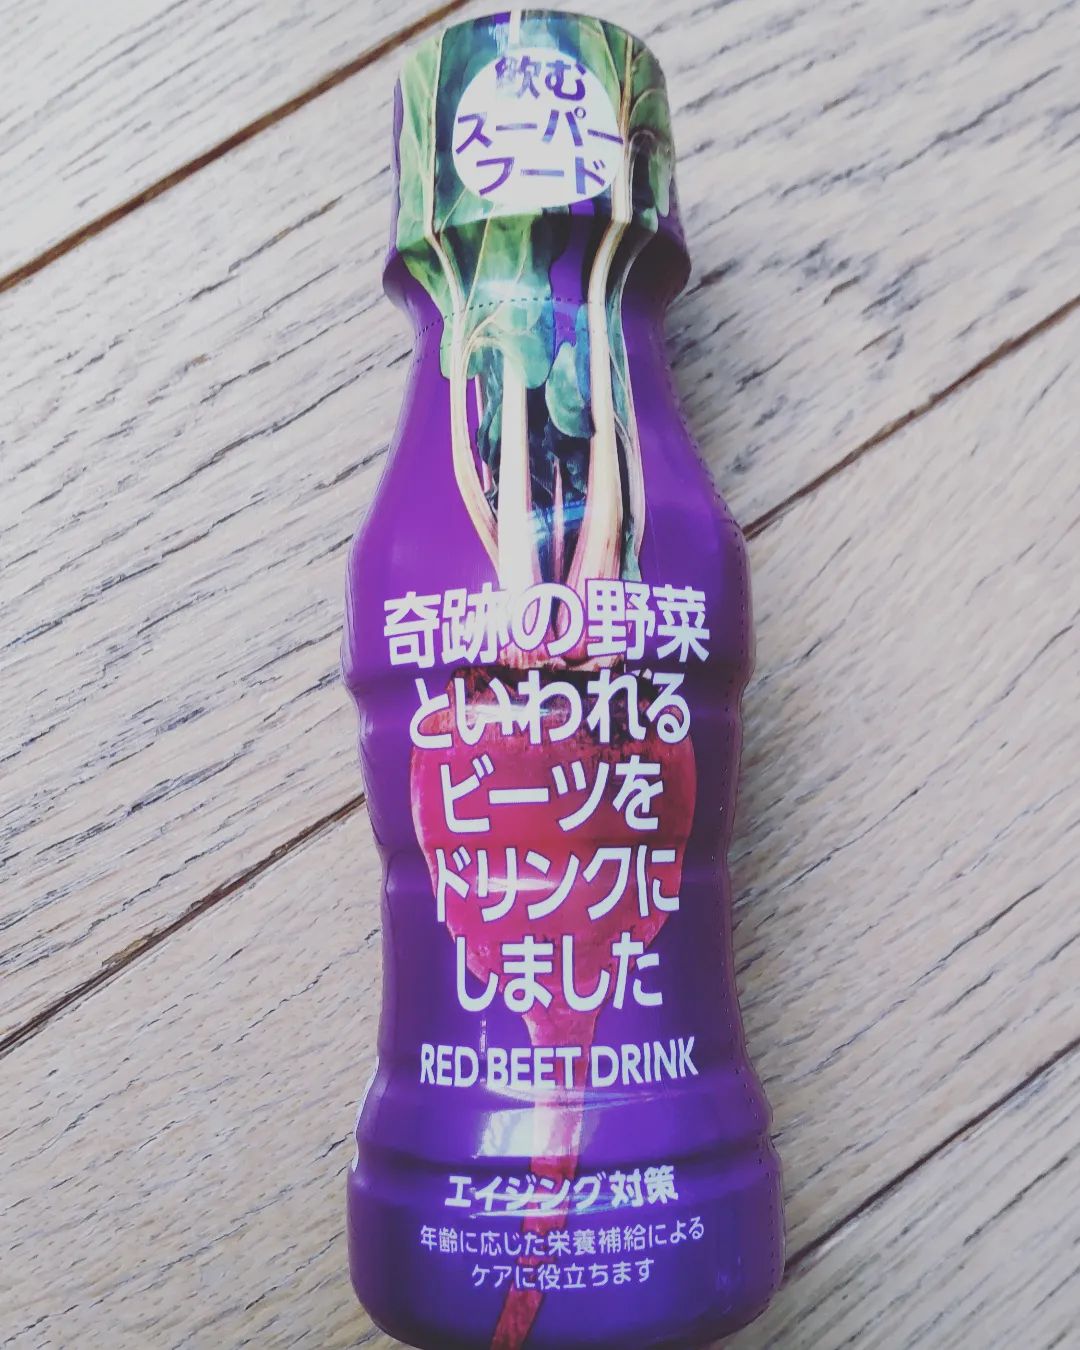 飲む
スーパー
フード
奇跡の野菜
といわれる
ビーツを
ドリンクに
しました
RED BEET DRINK
エイジング対策
年齢に応じた栄養補給による
ケアに役立ちます